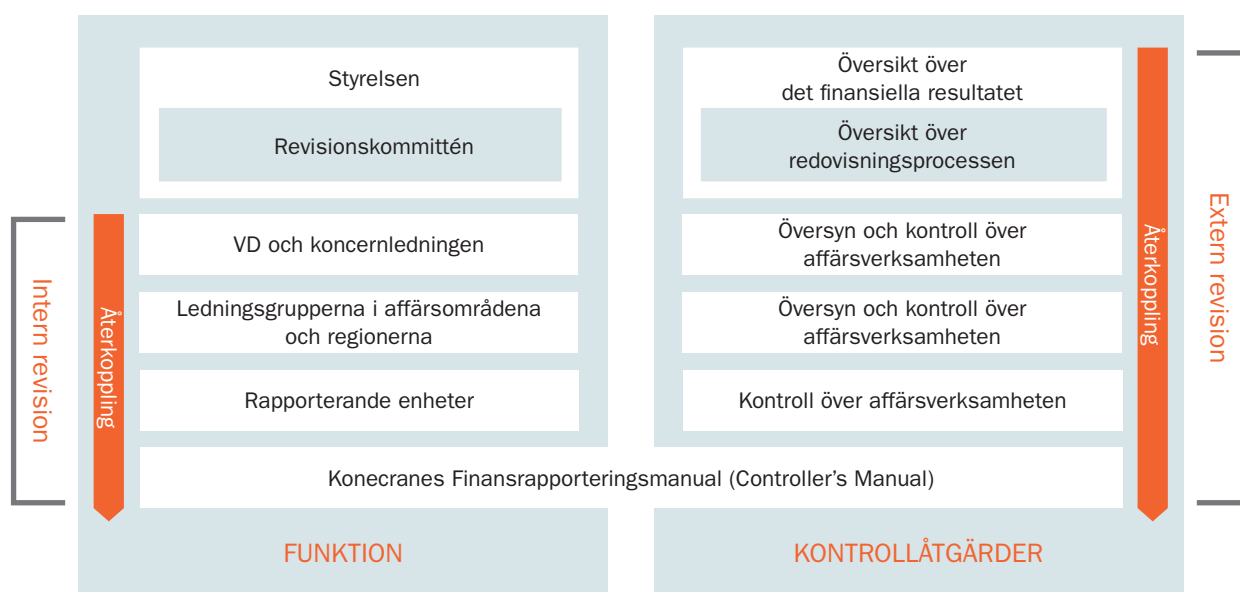 Styrelsen
Revisionskommittén
VD och koncernledningen
Ledningsgrupperna i affärsområdena
och regionerna
Rapporterande enheter
Översikt över
det finansiella resultatet
Översikt över
redovisningsprocessen
Översyn och kontroll över
affärsverksamheten
Översyn och kontroll över
affärsverksamheten
Kontroll över affärsverksamheten
Konecranes Finansrapporteringsmanual (Controller's Manual)
FUNKTION
KONTROLLÅTGÄRDER
Intern revision
Återkoppling
Återkoppling
Extern revision